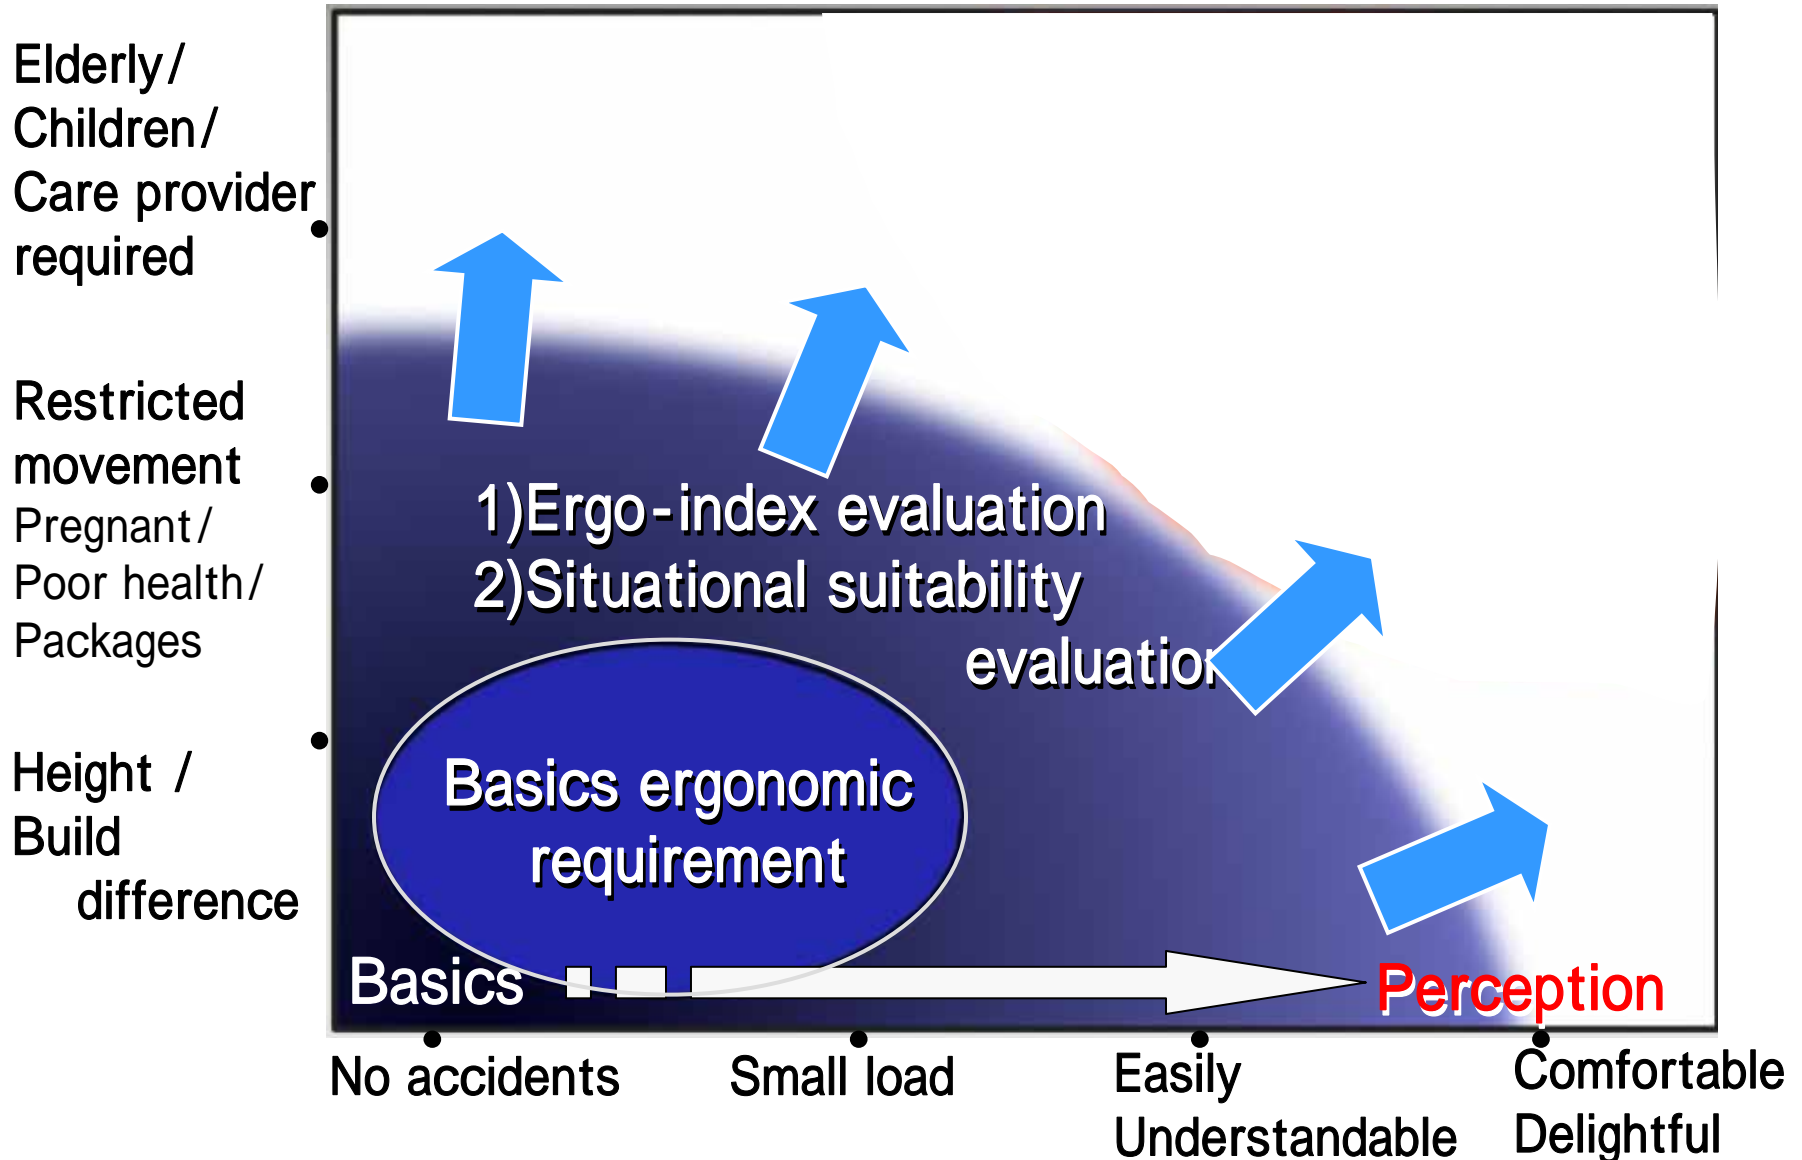 Elderly/
Children/
Care provider
required
Restricted
movement
Pregnant/
Poor health/
Packages
Height /
Build
difference
1)Ergo-index evaluation
2)Situational suitability
evaluation
Basics ergonomic
requirement
Basics
Perception
No accidents
Small load
Easily
Understandable
Comfortable
Delightful